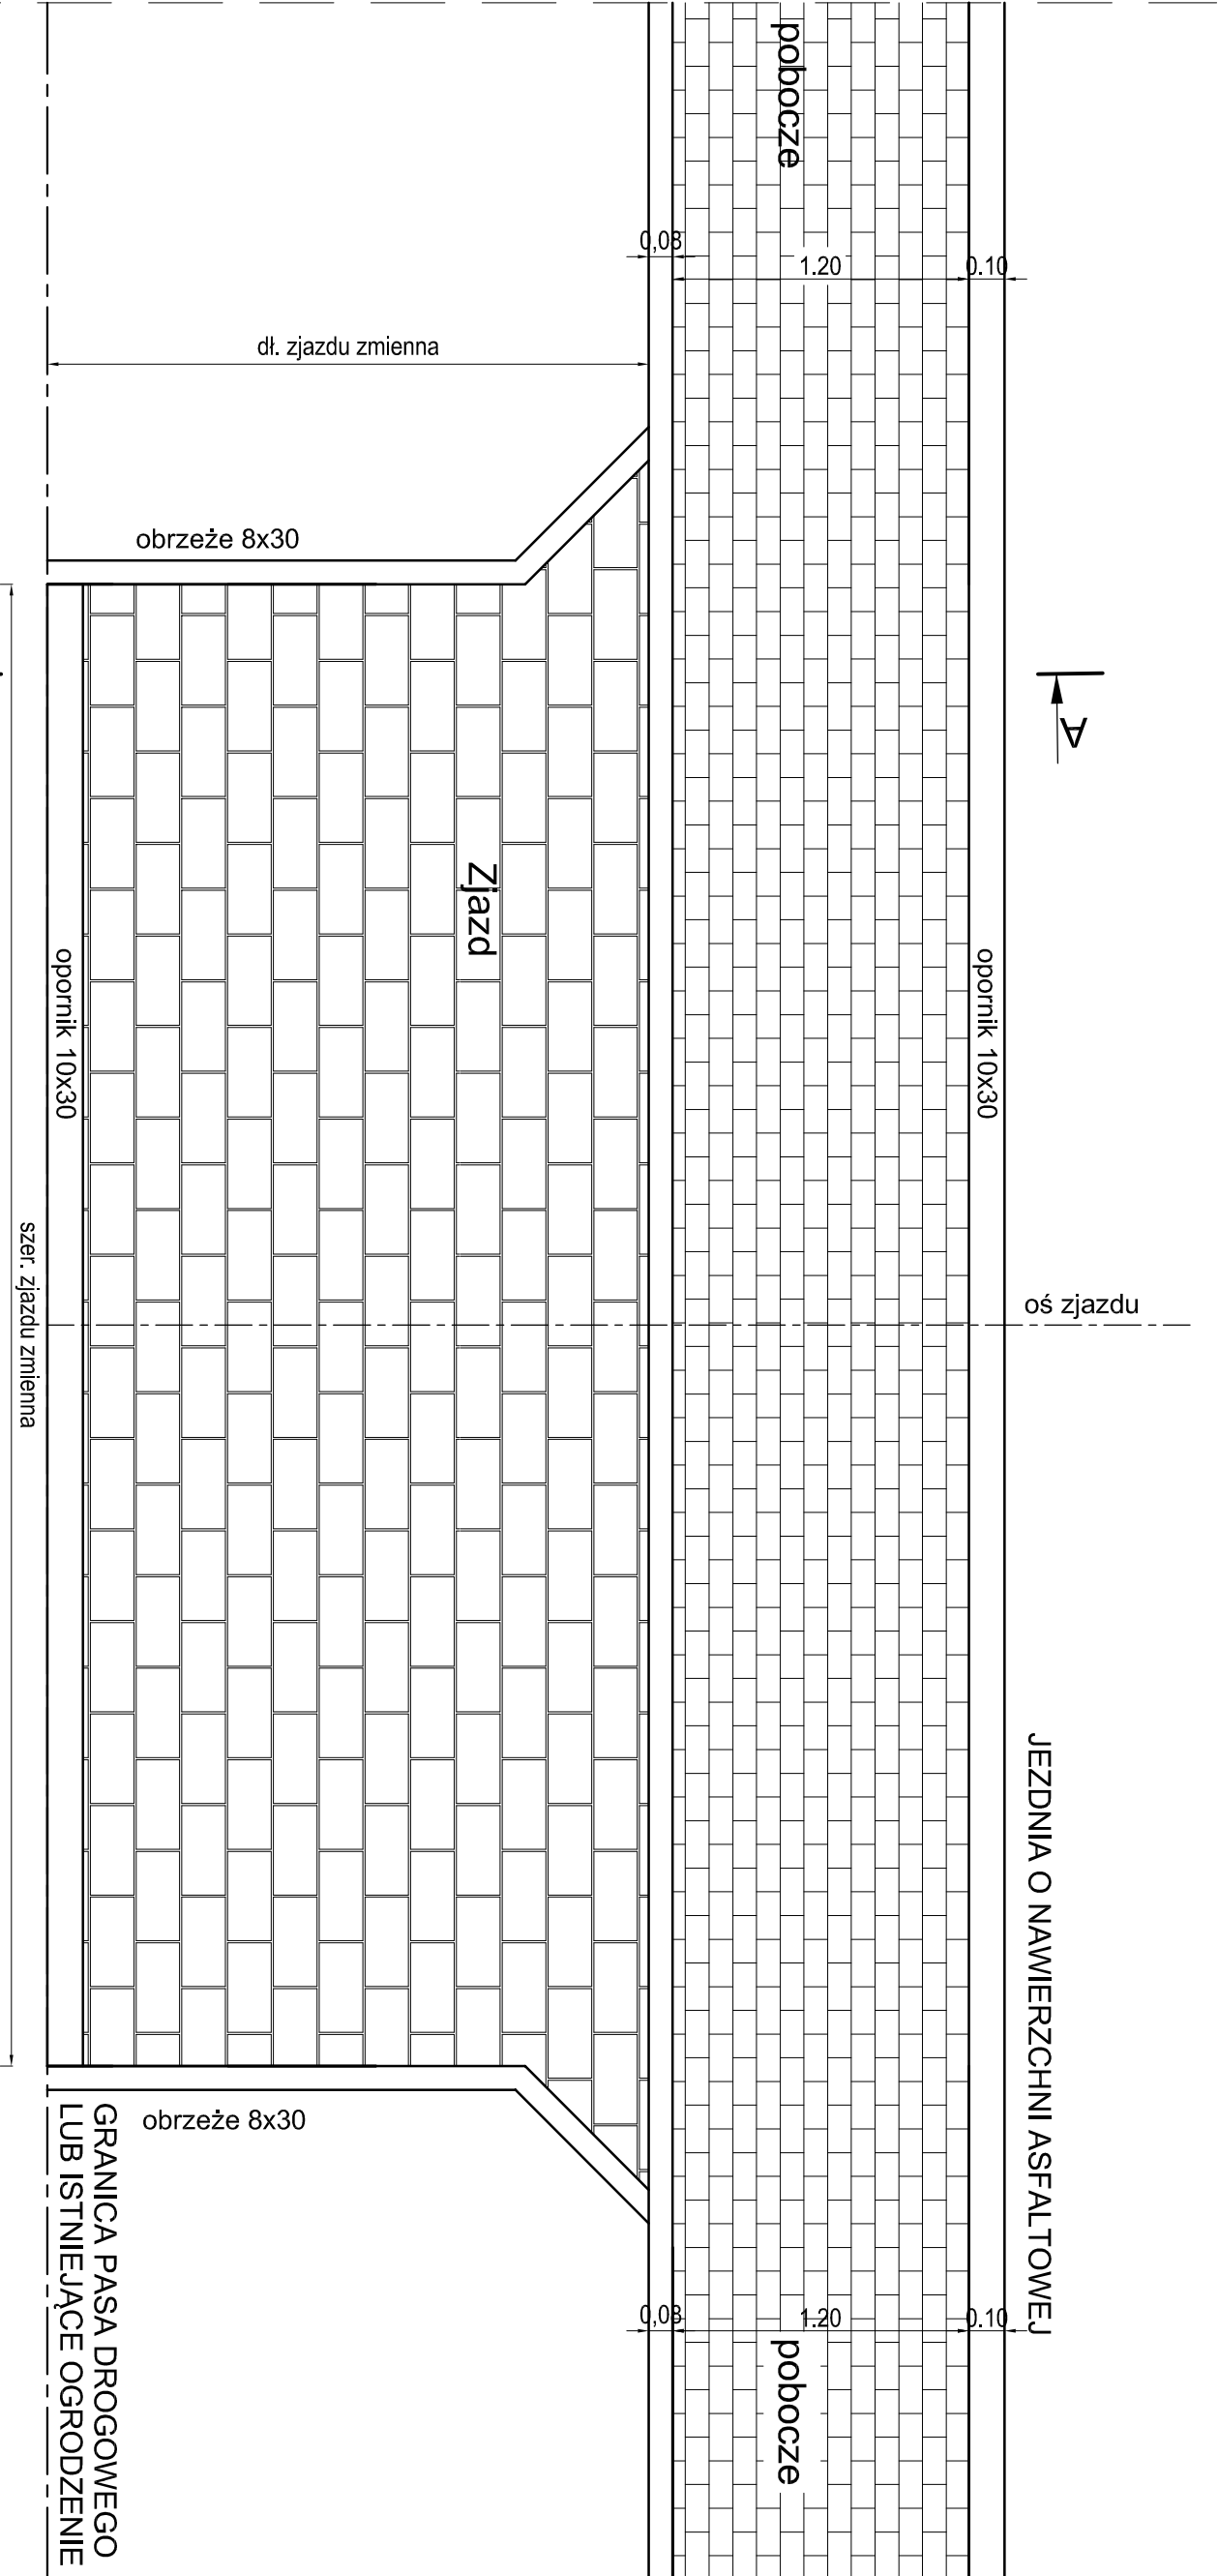 pobocze
0,08
1.20
0.10
dł. zjazdu zmienna
obrzeże 8x30
A
Zjazd
opornik 10x30
opornik 10x30
szer. zjazdu zmienna
oś zjazdu
JEZDNIA O NAWIERZCHNI ASFALTOWEJ
obrzeże 8x30
GRANICA PASA DROGOWEGO
LUB ISTNIEJĄCE OGRODZENIE
0,08
1.20
0.10
pobocze